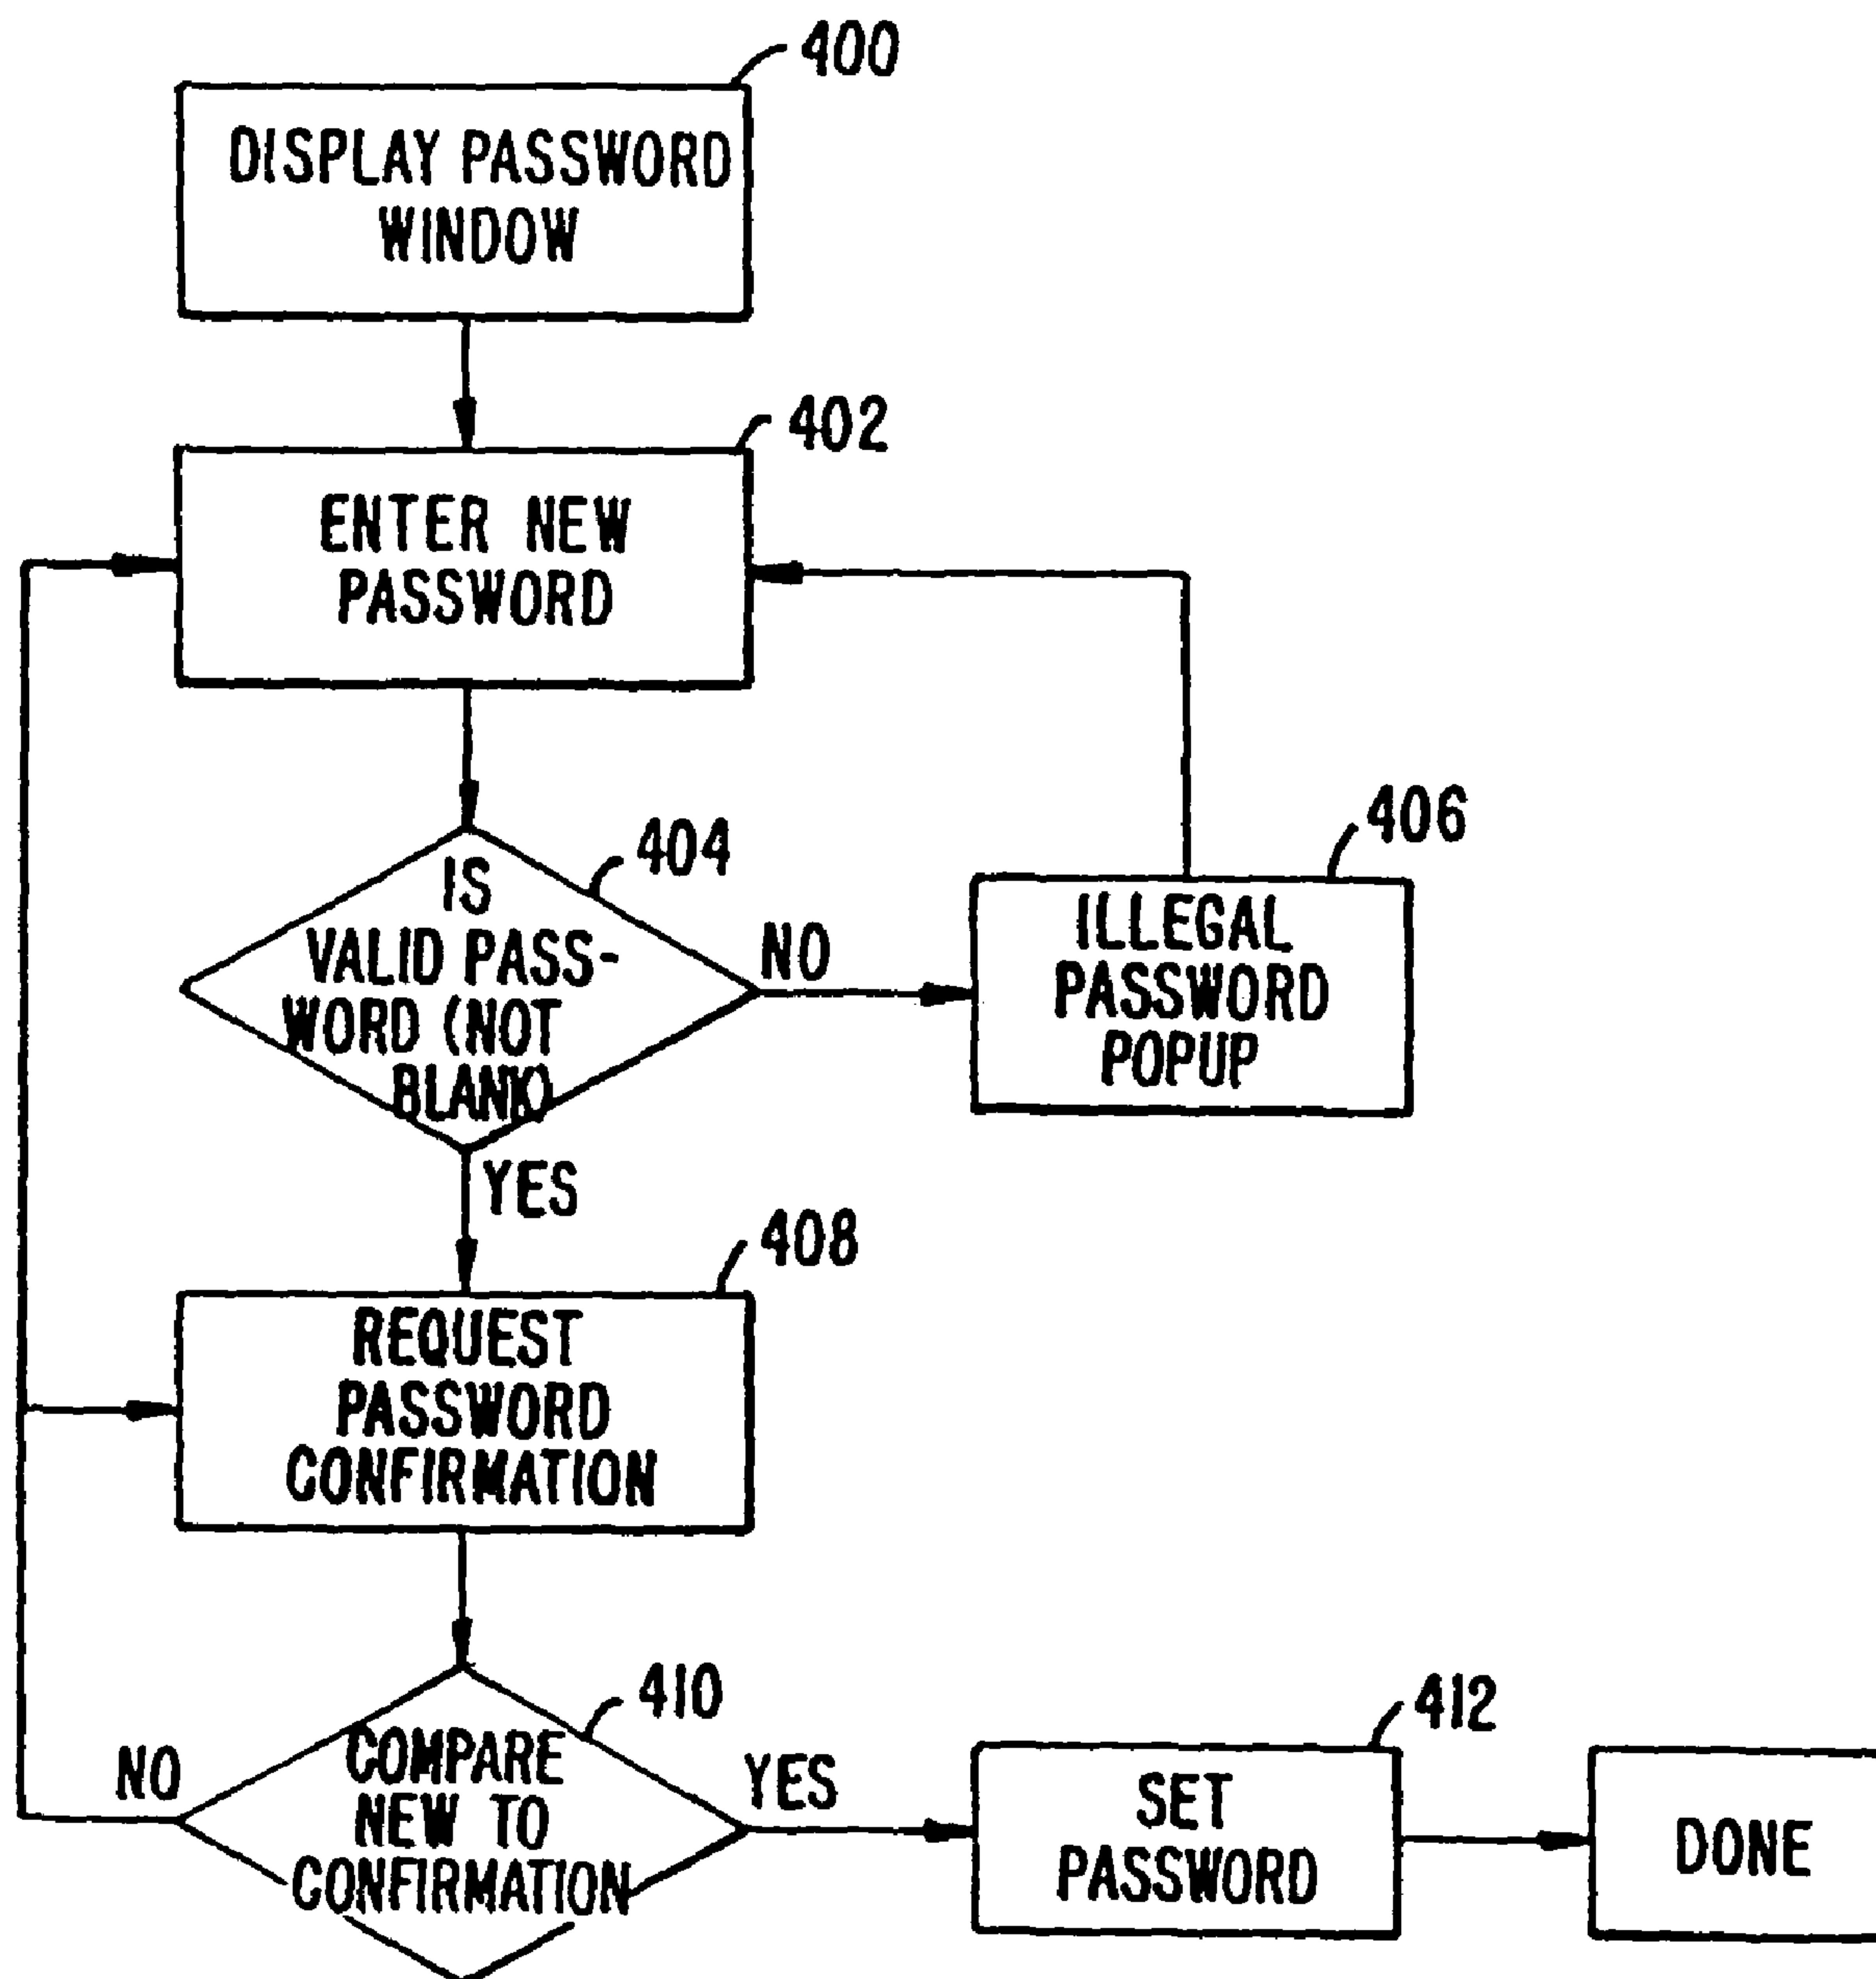 400
DISPLAY PASSWORD
WINDOW
402
ENTER NEW
PASSWORD
404
IS
VALID PASS-
WORD (NOT
BLANK)
NO
406
ILLEGAL
PASSWORD
POPUP
YES
408
REQUEST
PASSWORD
CONFIRMATION
410
NO
COMPARE
NEW TO
CONFIRMATION
YES
412
SET
PASSWORD
DONE